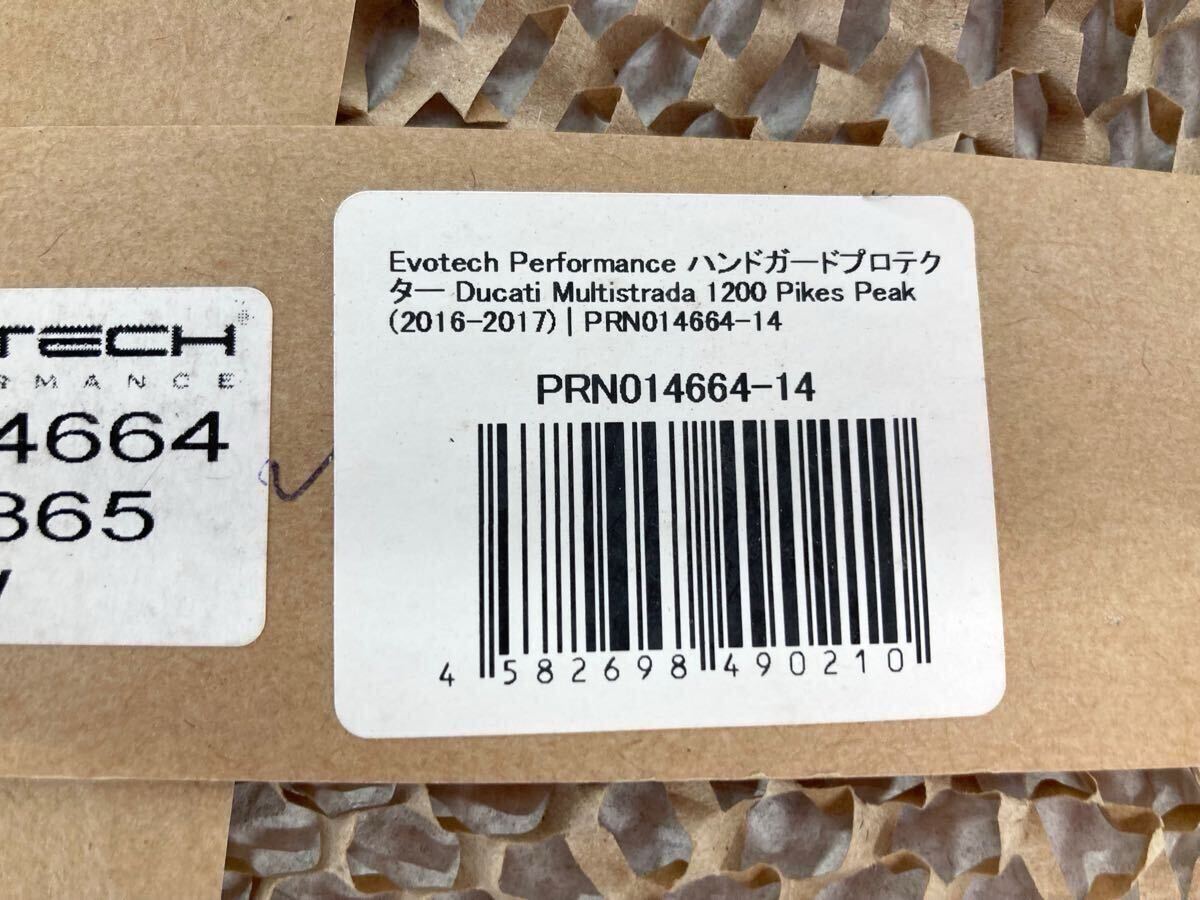 Evotech Performance ハンドガードプロテク
ター Ducati Multistrada 1200 Pikes Peak
(2016-2017) | PRN014664-14
PRN014664-14
4 582698 490210
TECH
RMANCE
4664
865